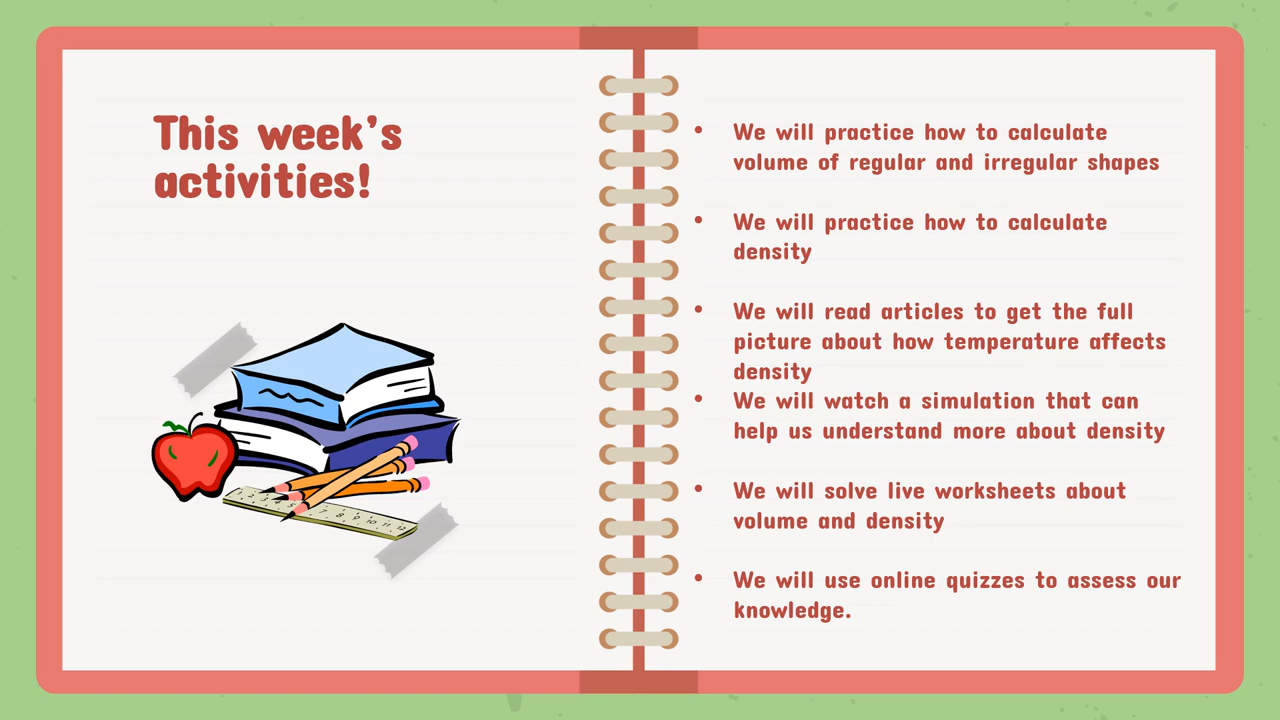 This week's
activities!
• We will practice how to calculate
volume of regular and irregular shapes
• We will practice how to calculate
density
• We will read articles to get the full
picture about how temperature affects
density
• We will watch a simulation that can
help us understand more about density
• We will solve live worksheets about
volume and density
• We will use online quizzes to assess our
knowledge.